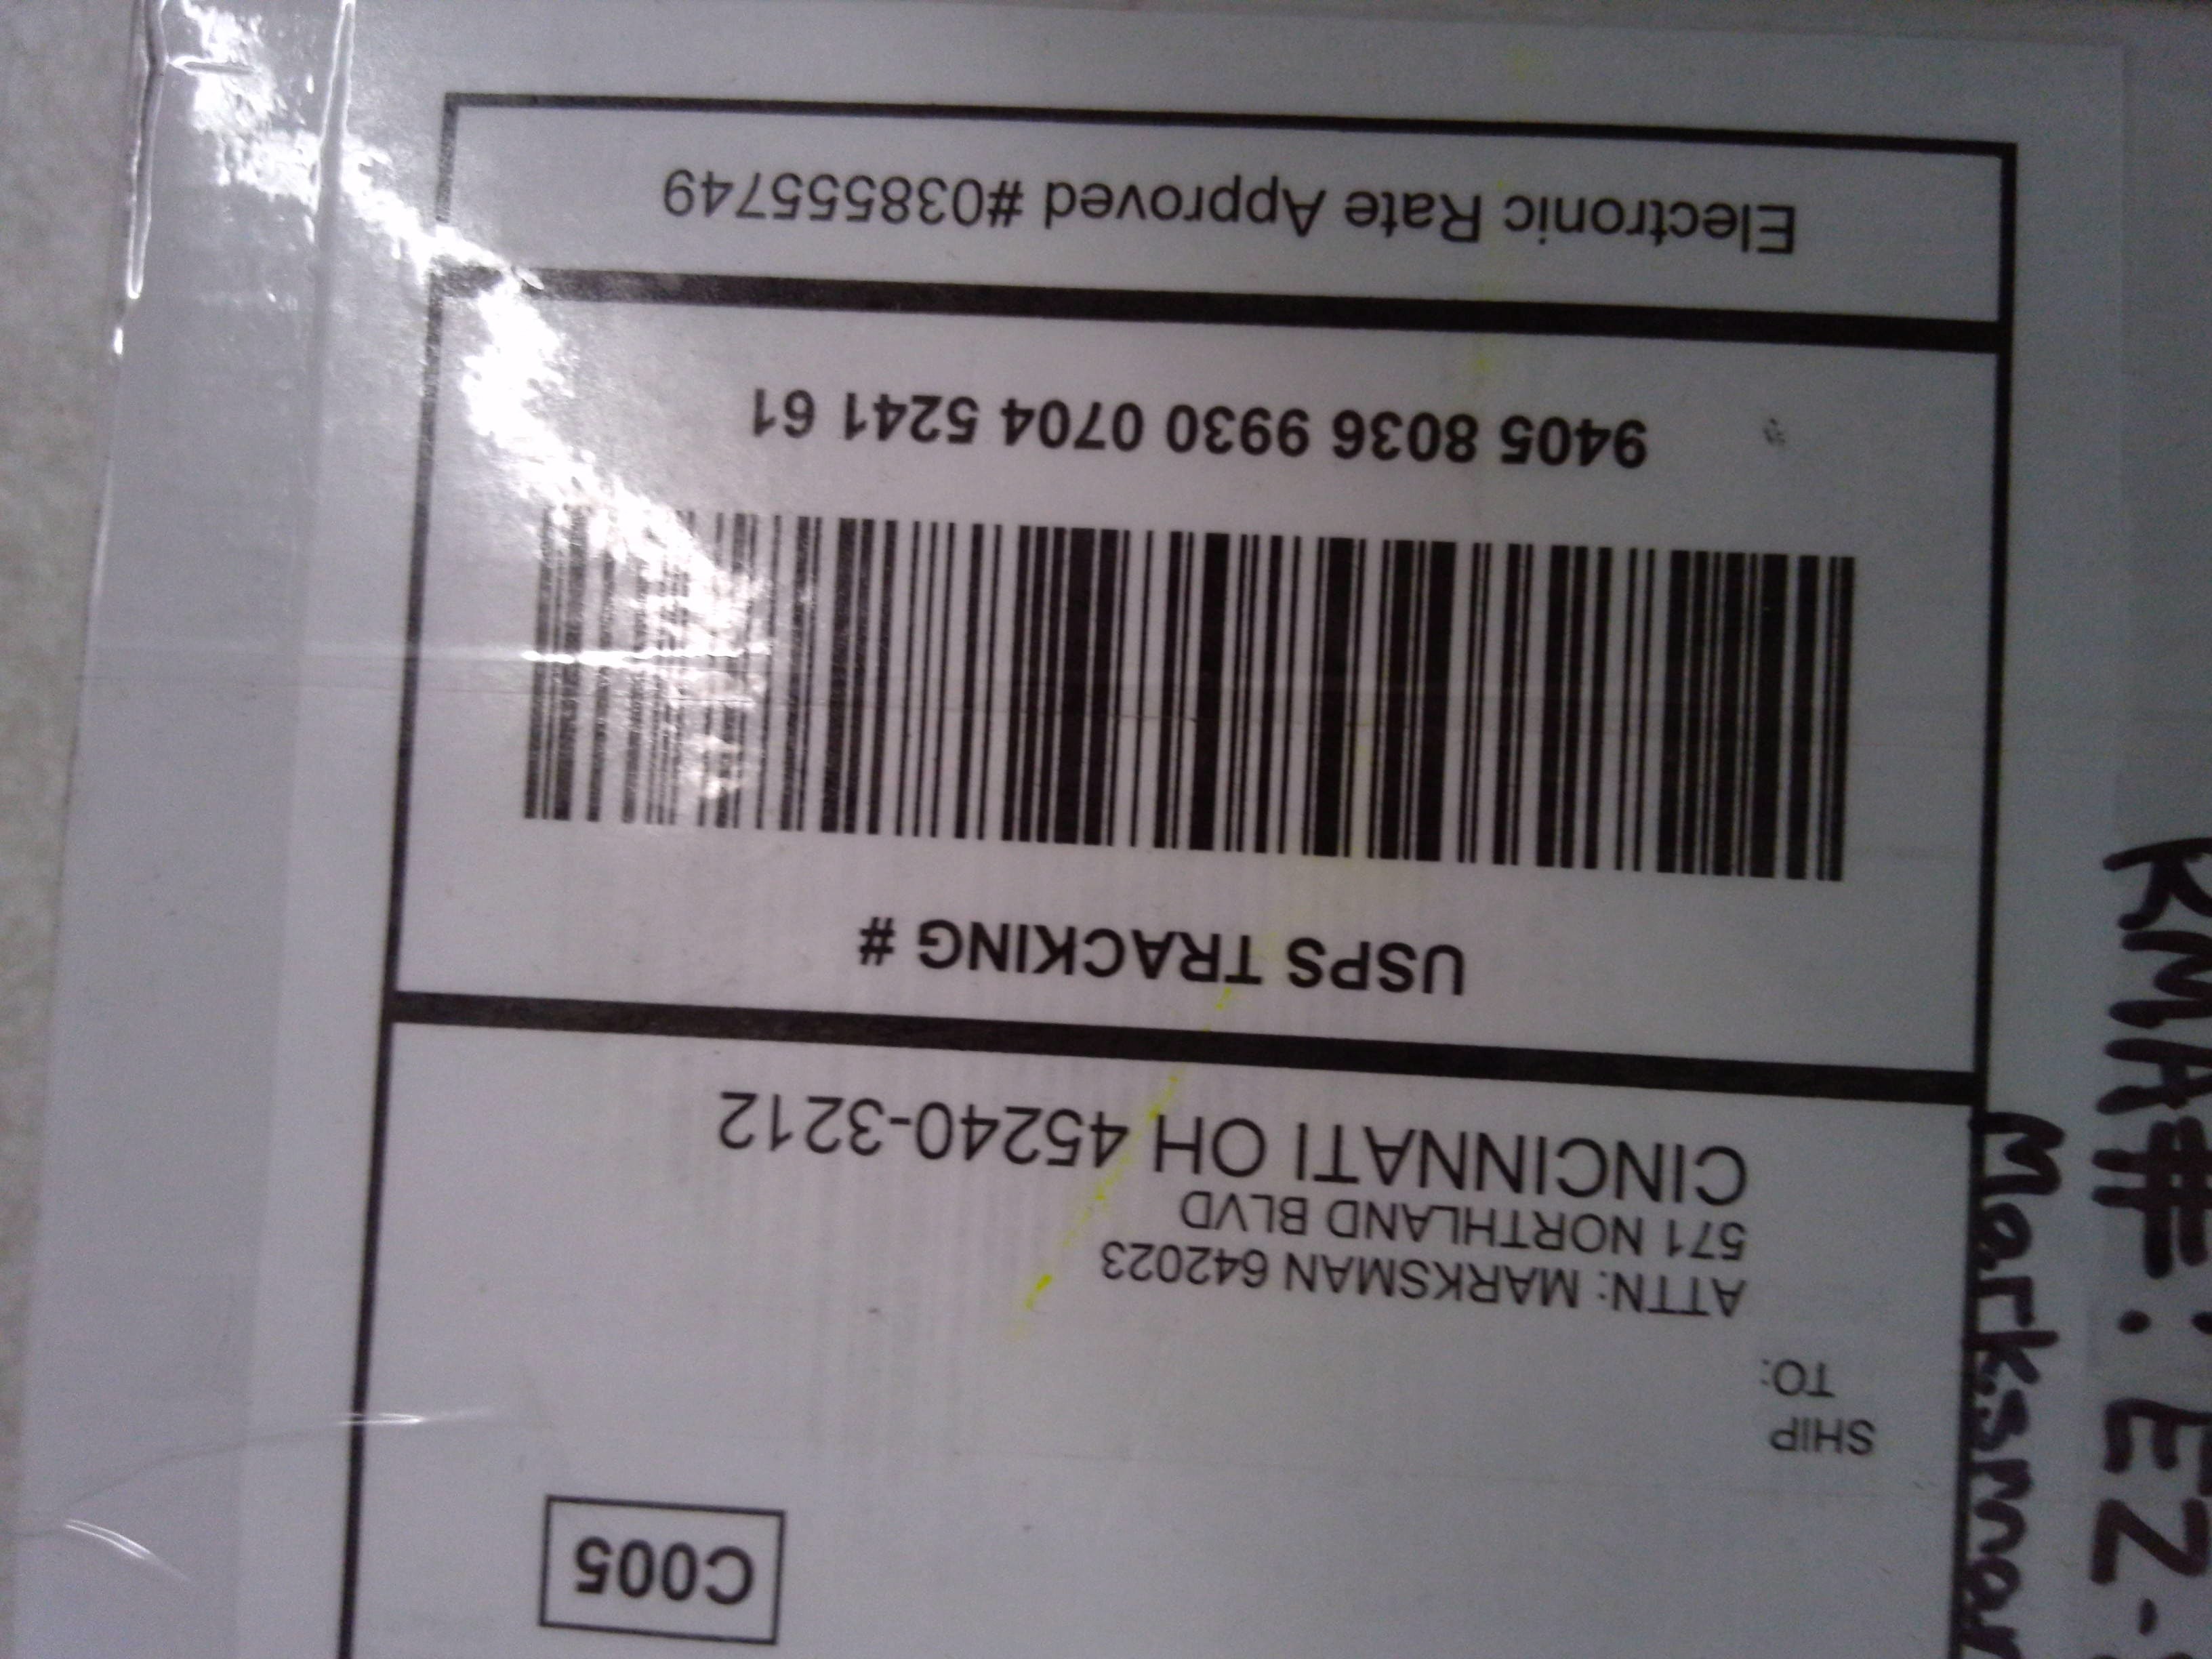 C005
SHIP
TO:
ATTN: MARKSMAN 642023
571 NORTHLAND BLVD
CINCINNATI OH 45240-3212
USPS TRACKING #
9405 8036 9930 0704 5241 61
Electronic Rate Approved #038555749
RMA#: EZ-